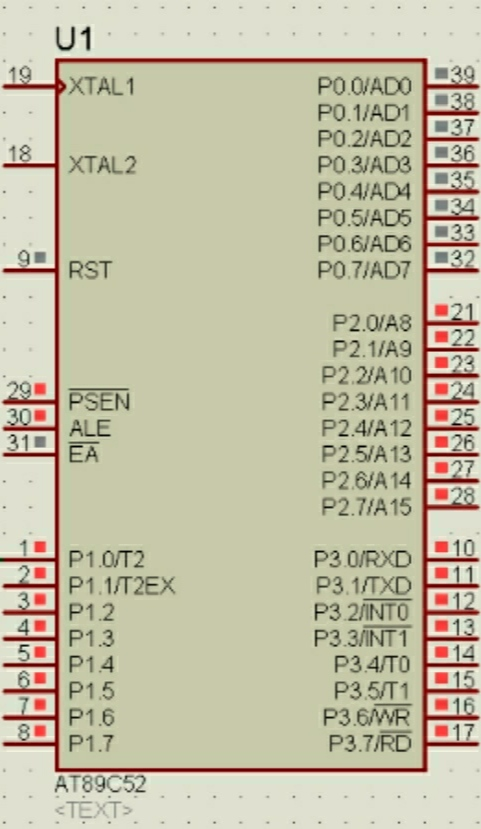 U1
19 XTAL1 P0.0/AD0 39
P0.1/AD1 38
P0.2/AD2 37
18 XTAL2 P0.3/AD3 36
P0.4/AD4 35
P0.5/AD5 34
P0.6/AD6 33
9 RST P0.7/AD7 32
P2.0/A8 21
P2.1/A9 22
P2.2/A10 23
29 PSEN P2.3/A11 24
30 ALE P2.4/A12 25
31 EA P2.5/A13 26
P2.6/A14 27
P2.7/A15 28
1 P1.0/T2 P3.0/RXD 10
2 P1.1/T2EX P3.1/TXD 11
3 P1.2 P3.2/INT0 12
4 P1.3 P3.3/INT1 13
5 P1.4 P3.4/T0 14
6 P1.5 P3.5/T1 15
7 P1.6 P3.6/WR 16
8 P1.7 P3.7/RD 17
AT89C52
<TEXT>